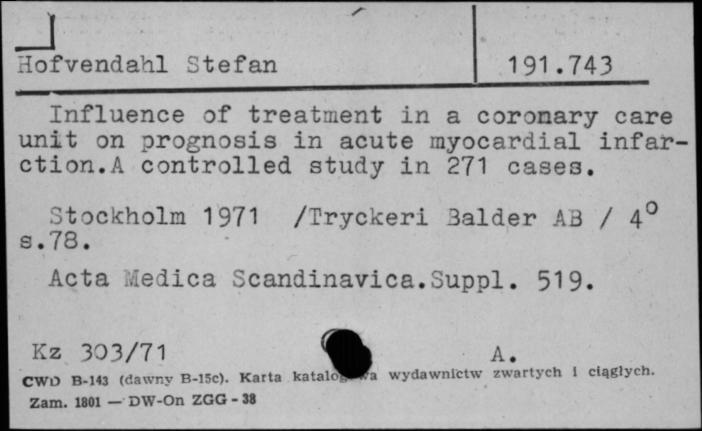 Hofvendahl Stefan 191.743
Influence of treatment in a coronary care
unit on prognosis in acute myocardial infar-
ction.A controlled study in 271 cases.
Stockholm 1971 /Tryckeri Balder AB / 4°
s.78.
Acta Medica Scandinavica.Suppl. 519.
Kz 303/71 A.
CWD B-143 (dawny B-15c). Karta katalogowa wydawnictw zwartych i ciągłych.
Zam. 1801 — DW-On ZGG - 38